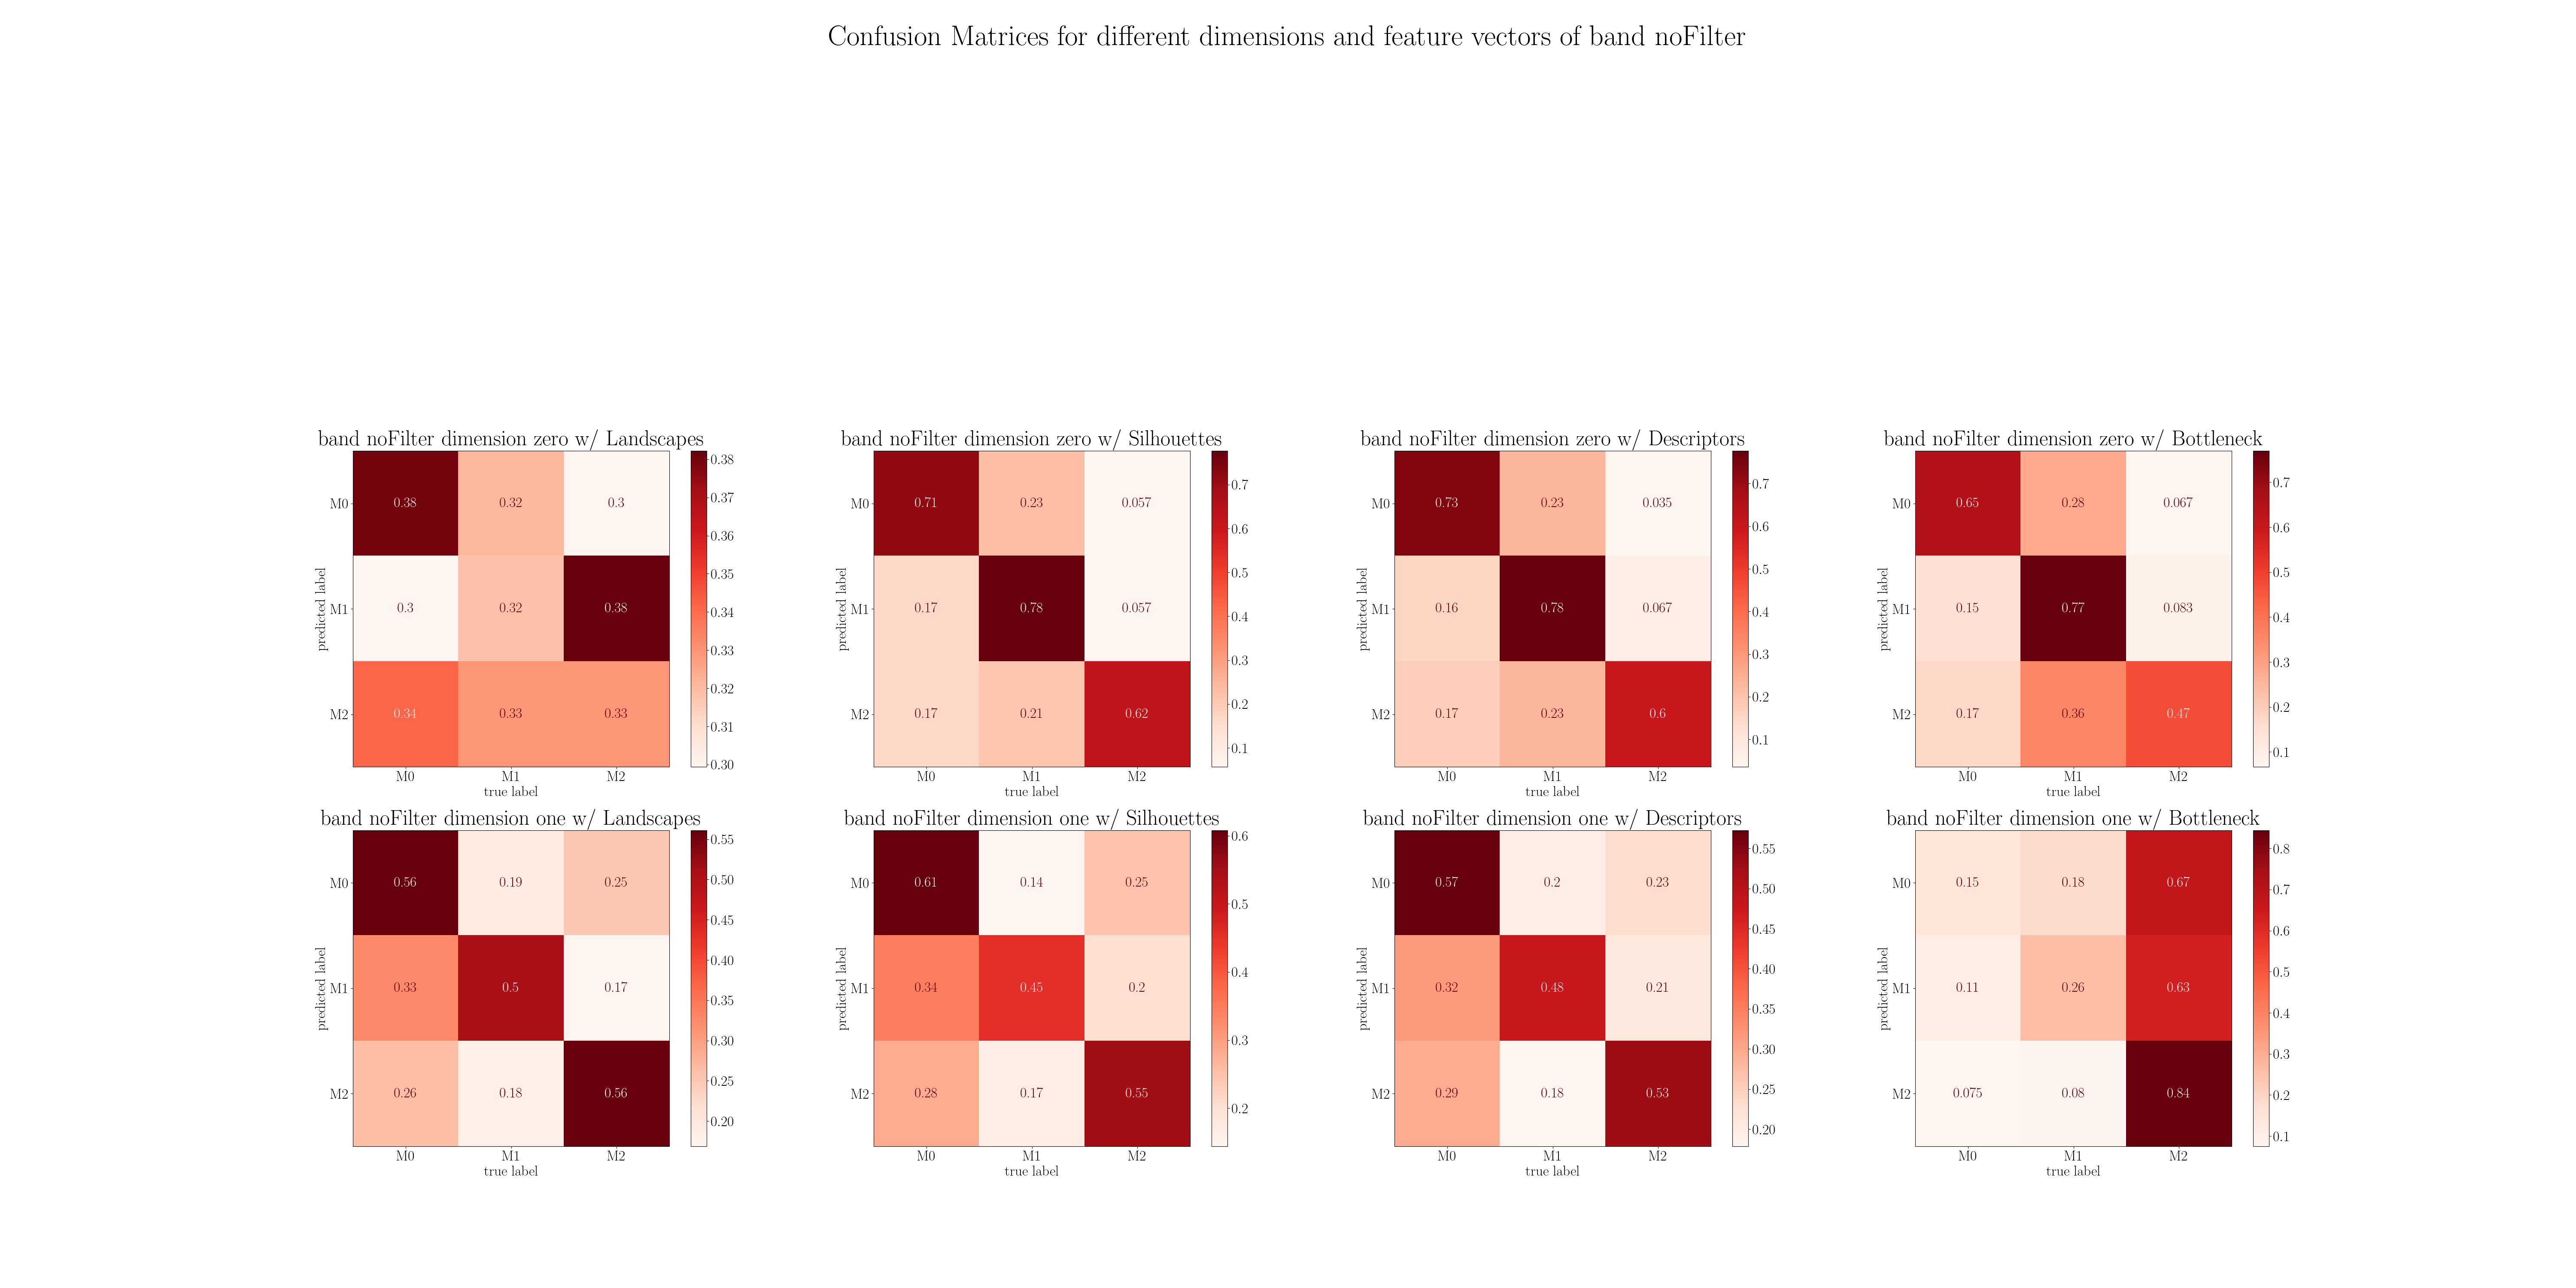 Confusion Matrices for different dimensions and feature vectors of band noFilter
band noFilter dimension zero w/ Landscapes
predicted label
M0 0.38 0.32 0.3
M1 0.3 0.32 0.38
M2 0.34 0.33 0.33
M0 M1 M2
true label
0.38
0.37
0.36
0.35
0.34
0.33
0.32
0.31
0.30
band noFilter dimension zero w/ Silhouettes
predicted label
M0 0.71 0.23 0.057
M1 0.17 0.78 0.057
M2 0.17 0.21 0.62
M0 M1 M2
true label
0.7
0.6
0.5
0.4
0.3
0.2
0.1
band noFilter dimension zero w/ Descriptors
predicted label
M0 0.73 0.23 0.035
M1 0.16 0.78 0.067
M2 0.17 0.23 0.6
M0 M1 M2
true label
0.7
0.6
0.5
0.4
0.3
0.2
0.1
band noFilter dimension zero w/ Bottleneck
predicted label
M0 0.65 0.28 0.067
M1 0.15 0.77 0.083
M2 0.17 0.36 0.47
M0 M1 M2
true label
0.7
0.6
0.5
0.4
0.3
0.2
0.1
band noFilter dimension one w/ Landscapes
predicted label
M0 0.56 0.19 0.25
M1 0.33 0.5 0.17
M2 0.26 0.18 0.56
M0 M1 M2
true label
0.55
0.50
0.45
0.40
0.35
0.30
0.25
0.20
band noFilter dimension one w/ Silhouettes
predicted label
M0 0.61 0.14 0.25
M1 0.34 0.45 0.2
M2 0.28 0.17 0.55
M0 M1 M2
true label
0.6
0.5
0.4
0.3
0.2
band noFilter dimension one w/ Descriptors
predicted label
M0 0.57 0.2 0.23
M1 0.32 0.48 0.21
M2 0.29 0.18 0.53
M0 M1 M2
true label
0.55
0.50
0.45
0.40
0.35
0.30
0.25
0.20
band noFilter dimension one w/ Bottleneck
predicted label
M0 0.15 0.18 0.67
M1 0.11 0.26 0.63
M2 0.075 0.08 0.84
M0 M1 M2
true label
0.8
0.7
0.6
0.5
0.4
0.3
0.2
0.1